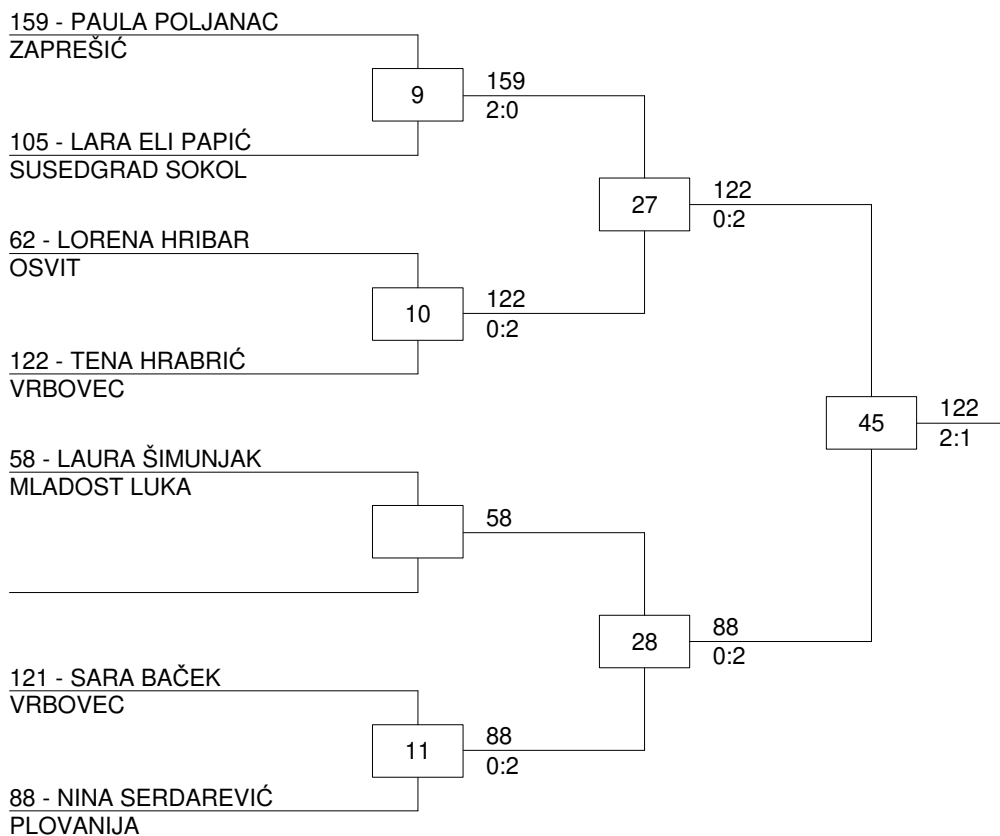 159 - PAULA POLJANAC
ZAPREŠIĆ
9
159
2:0
105 - LARA ELI PAPIĆ
SUSEDGRAD SOKOL
27
122
0:2
62 - LORENA HRIBAR
OSVIT
10
122
0:2
122 - TENA HRABRIĆ
VRBOVEC
45
122
2:1
58 - LAURA ŠIMUNJAK
MLADOST LUKA
58
28
88
0:2
121 - SARA BAČEK
VRBOVEC
11
88
0:2
88 - NINA SERDAREVIĆ
PLOVANIJA